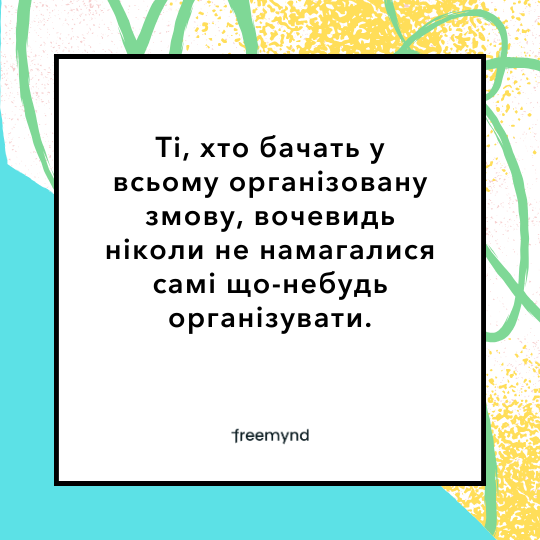 Ті, хто бачать у
всьому організовану
змову, вочевидь
ніколи не намагалися
самі що-небудь
організувати.
freemynd